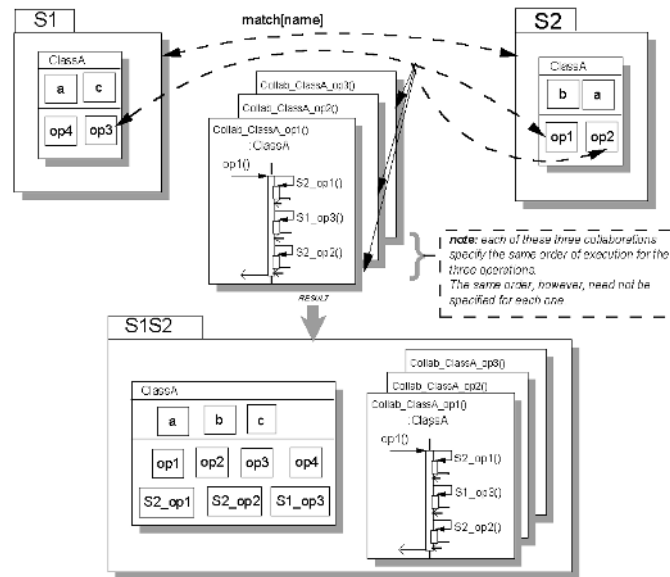 S1
match[name]
S2
ClassA
a c
op4 op3
ClassA
b a
op1 op2
Collab_ClassA_op3()
Collab_ClassA_op2()
Collab_ClassA_op1()
:ClassA
op1()
S2_op1()
S1_op3()
S2_op2()
note: each of these three collaborations
specify the same order of execution for the
three operations.
The same order, however, need not be
specified for each one
RESULT
S1S2
ClassA
a b c
op1 op2 op3 op4
S2_op1 S2_op2 S1_op3
Collab_ClassA_op3()
Collab_ClassA_op2()
Collab_ClassA_op1()
:ClassA
op1()
S2_op1()
S1_op3()
S2_op2()